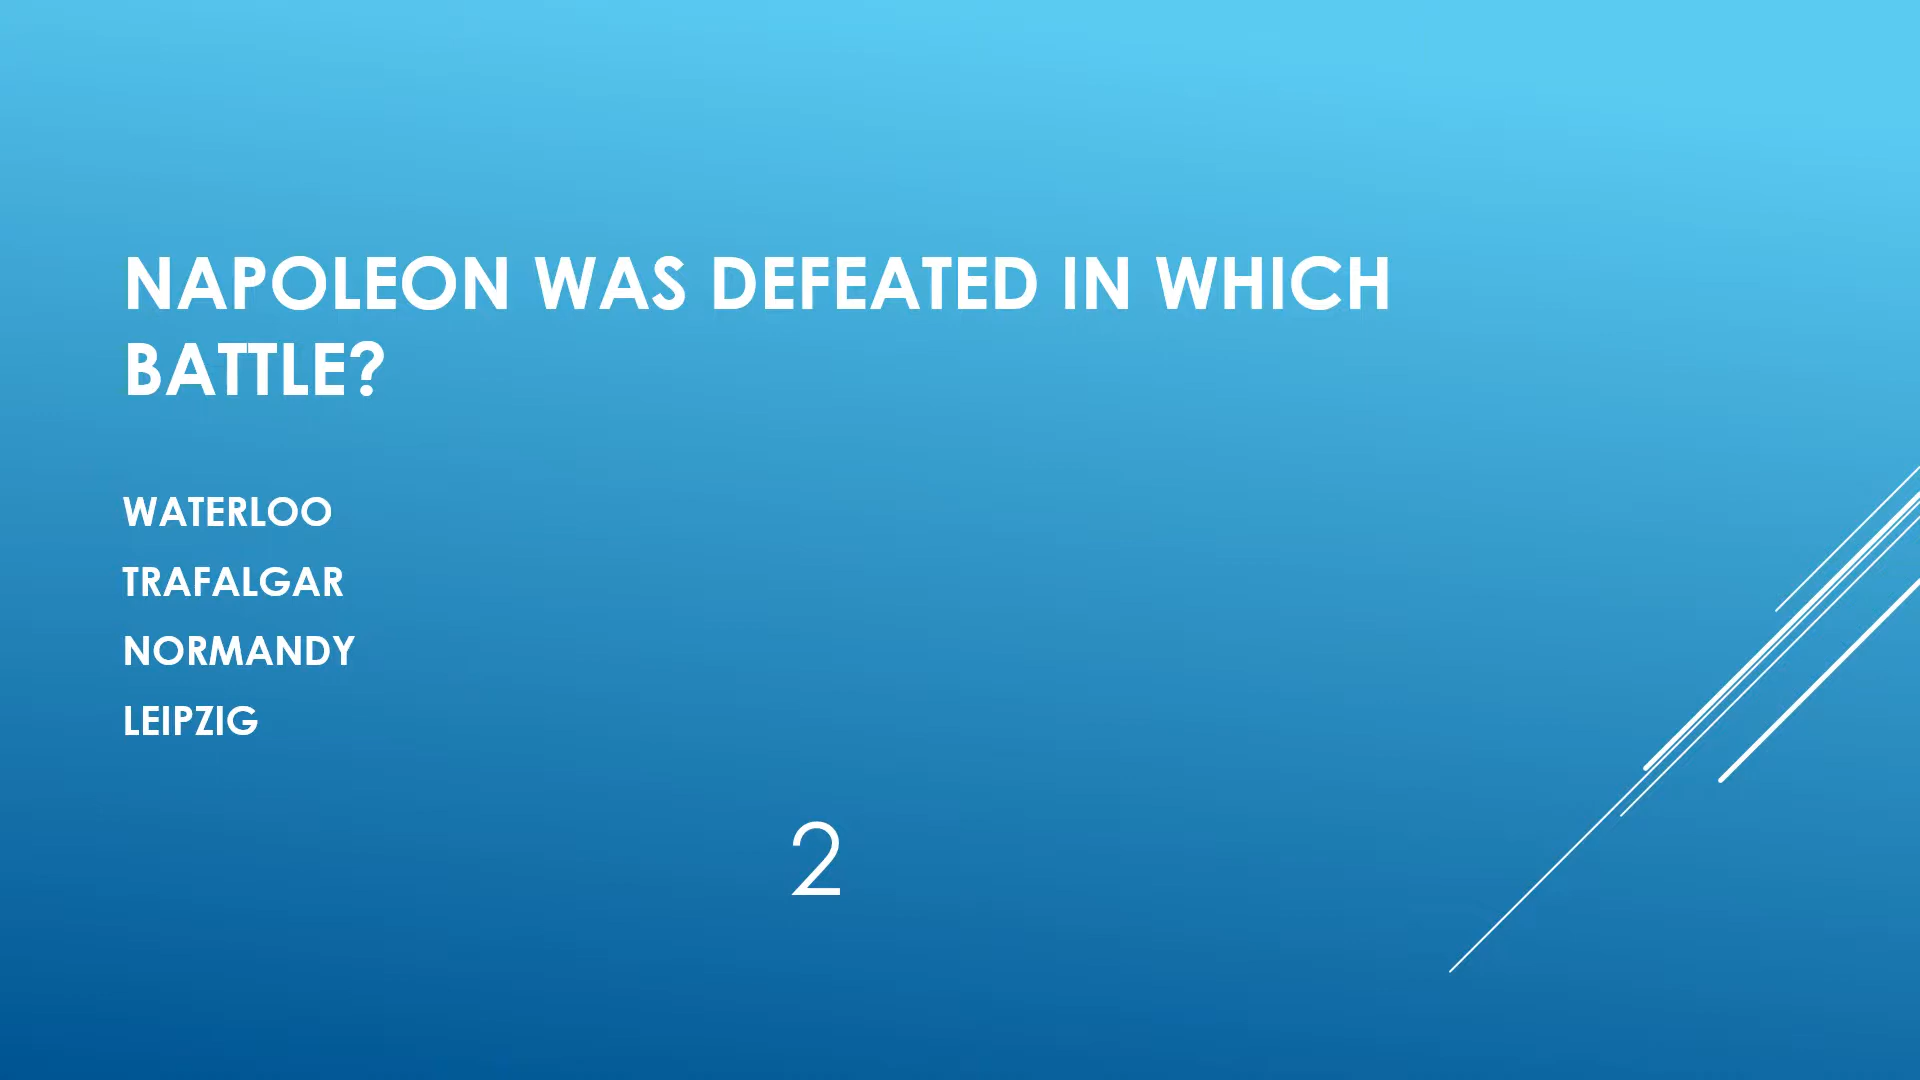 NAPOLEON WAS DEFEATED IN WHICH
BATTLE?
WATERLOO
TRAFALGAR
NORMANDY
LEIPZIG
2